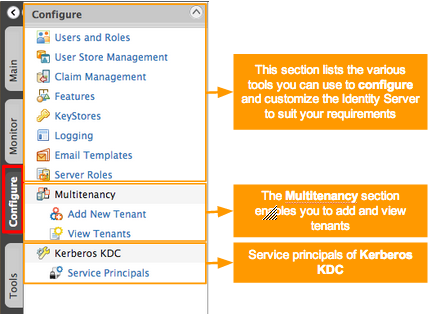 Configure
Users and Roles
User Store Management
Claim Management
Features
KeyStores
Logging
Email Templates
Server Roles
Multitenancy
Add New Tenant
View Tenants
Kerberos KDC
Service Principals
Main
Monitor
Configure
Tools
This section lists the various
tools you can use to configure
and customize the Identity Server
to suit your requirements
The Multitenancy section
enables you to add and view
tenants
Service principals of Kerberos
KDC